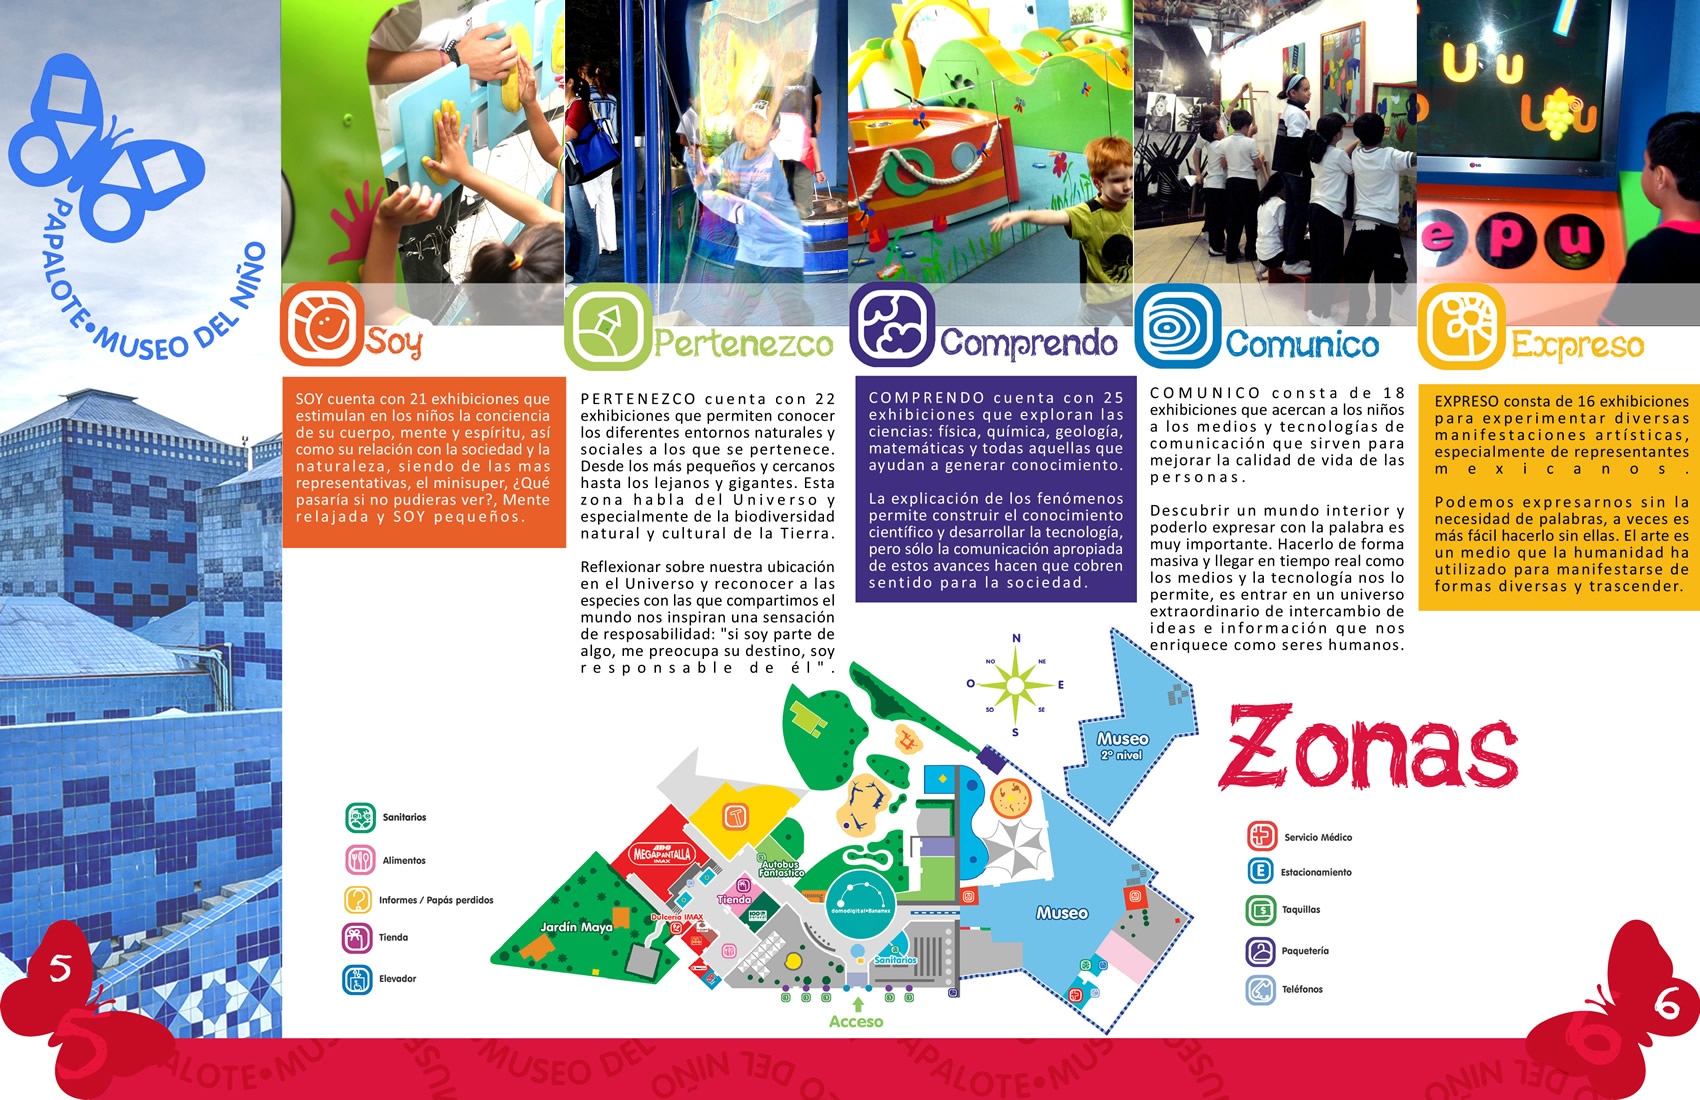 PAPALOTE•MUSEO DEL NIÑO
Soy
SOY cuenta con 21 exhibiciones que
estimulan en los niños la conciencia
de su cuerpo, mente y espíritu, así
como su relación con la sociedad y la
naturaleza, siendo de las mas
representativas, el minisuper, ¿Qué
pasaría si no pudieras ver?, Mente
relajada y SOY pequeños.
Pertenezco
PERTENEZCO cuenta con 22
exhibiciones que permiten conocer
los diferentes entornos naturales y
sociales a los que se pertenece.
Desde los más pequeños y cercanos
hasta los lejanos y gigantes. Esta
zona habla del Universo y
especialmente de la biodiversidad
natural y cultural de la Tierra.
Reflexionar sobre nuestra ubicación
en el Universo y reconocer a las
especies con las que compartimos el
mundo nos inspiran una sensación
de resposabilidad: "si soy parte de
algo, me preocupa su destino, soy
responsable de él".
Comprendo
COMPRENDO cuenta con 25
exhibiciones que exploran las
ciencias: física, química, geología,
matemáticas y todas aquellas que
ayudan a generar conocimiento.
La explicación de los fenómenos
permite construir el conocimiento
científico y desarrollar la tecnología,
pero sólo la comunicación apropiada
de estos avances hacen que cobren
sentido para la sociedad.
Comunico
COMUNICO consta de 18
exhibiciones que acercan a los niños
a los medios y tecnologías de
comunicación que sirven para
mejorar la calidad de vida de las
personas.
Descubrir un mundo interior y
poderlo expresar con la palabra es
muy importante. Hacerlo de forma
masiva y llegar en tiempo real como
los medios y la tecnología nos lo
permite, es entrar en un universo
extraordinario de intercambio de
ideas e información que nos
enriquece como seres humanos.
U u
U u
LG
e p u
Expreso
EXPRESO consta de 16 exhibiciones
para experimentar diversas
manifestaciones artísticas,
especialmente de representantes
mexicanos.
Podemos expresarnos sin la
necesidad de palabras, a veces es
más fácil hacerlo sin ellas. El arte es
un medio que la humanidad ha
utilizado para manifestarse de
formas diversas y trascender.
Zonas
N
NO NE
O E
SO SE
S
Museo
2º nivel
MEGAPANTALLA
IMAX
Autobus
Fantastico
Tienda
Dulceria IMAX
Jardín Maya
domodigital•Banamex
Sanitarios
Museo
Acceso
Sanitarios
Alimentos
Informes / Papás perdidos
Tienda
Elevador
Servicio Médico
E Estacionamiento
$ Taquillas
Paquetería
Teléfonos
5
5
6
6
PAPALOTE•MU
MUSE
MUSEO DEL
DEL NIÑO
PAPALOTE•MU
MUSEO
DEL NIÑO